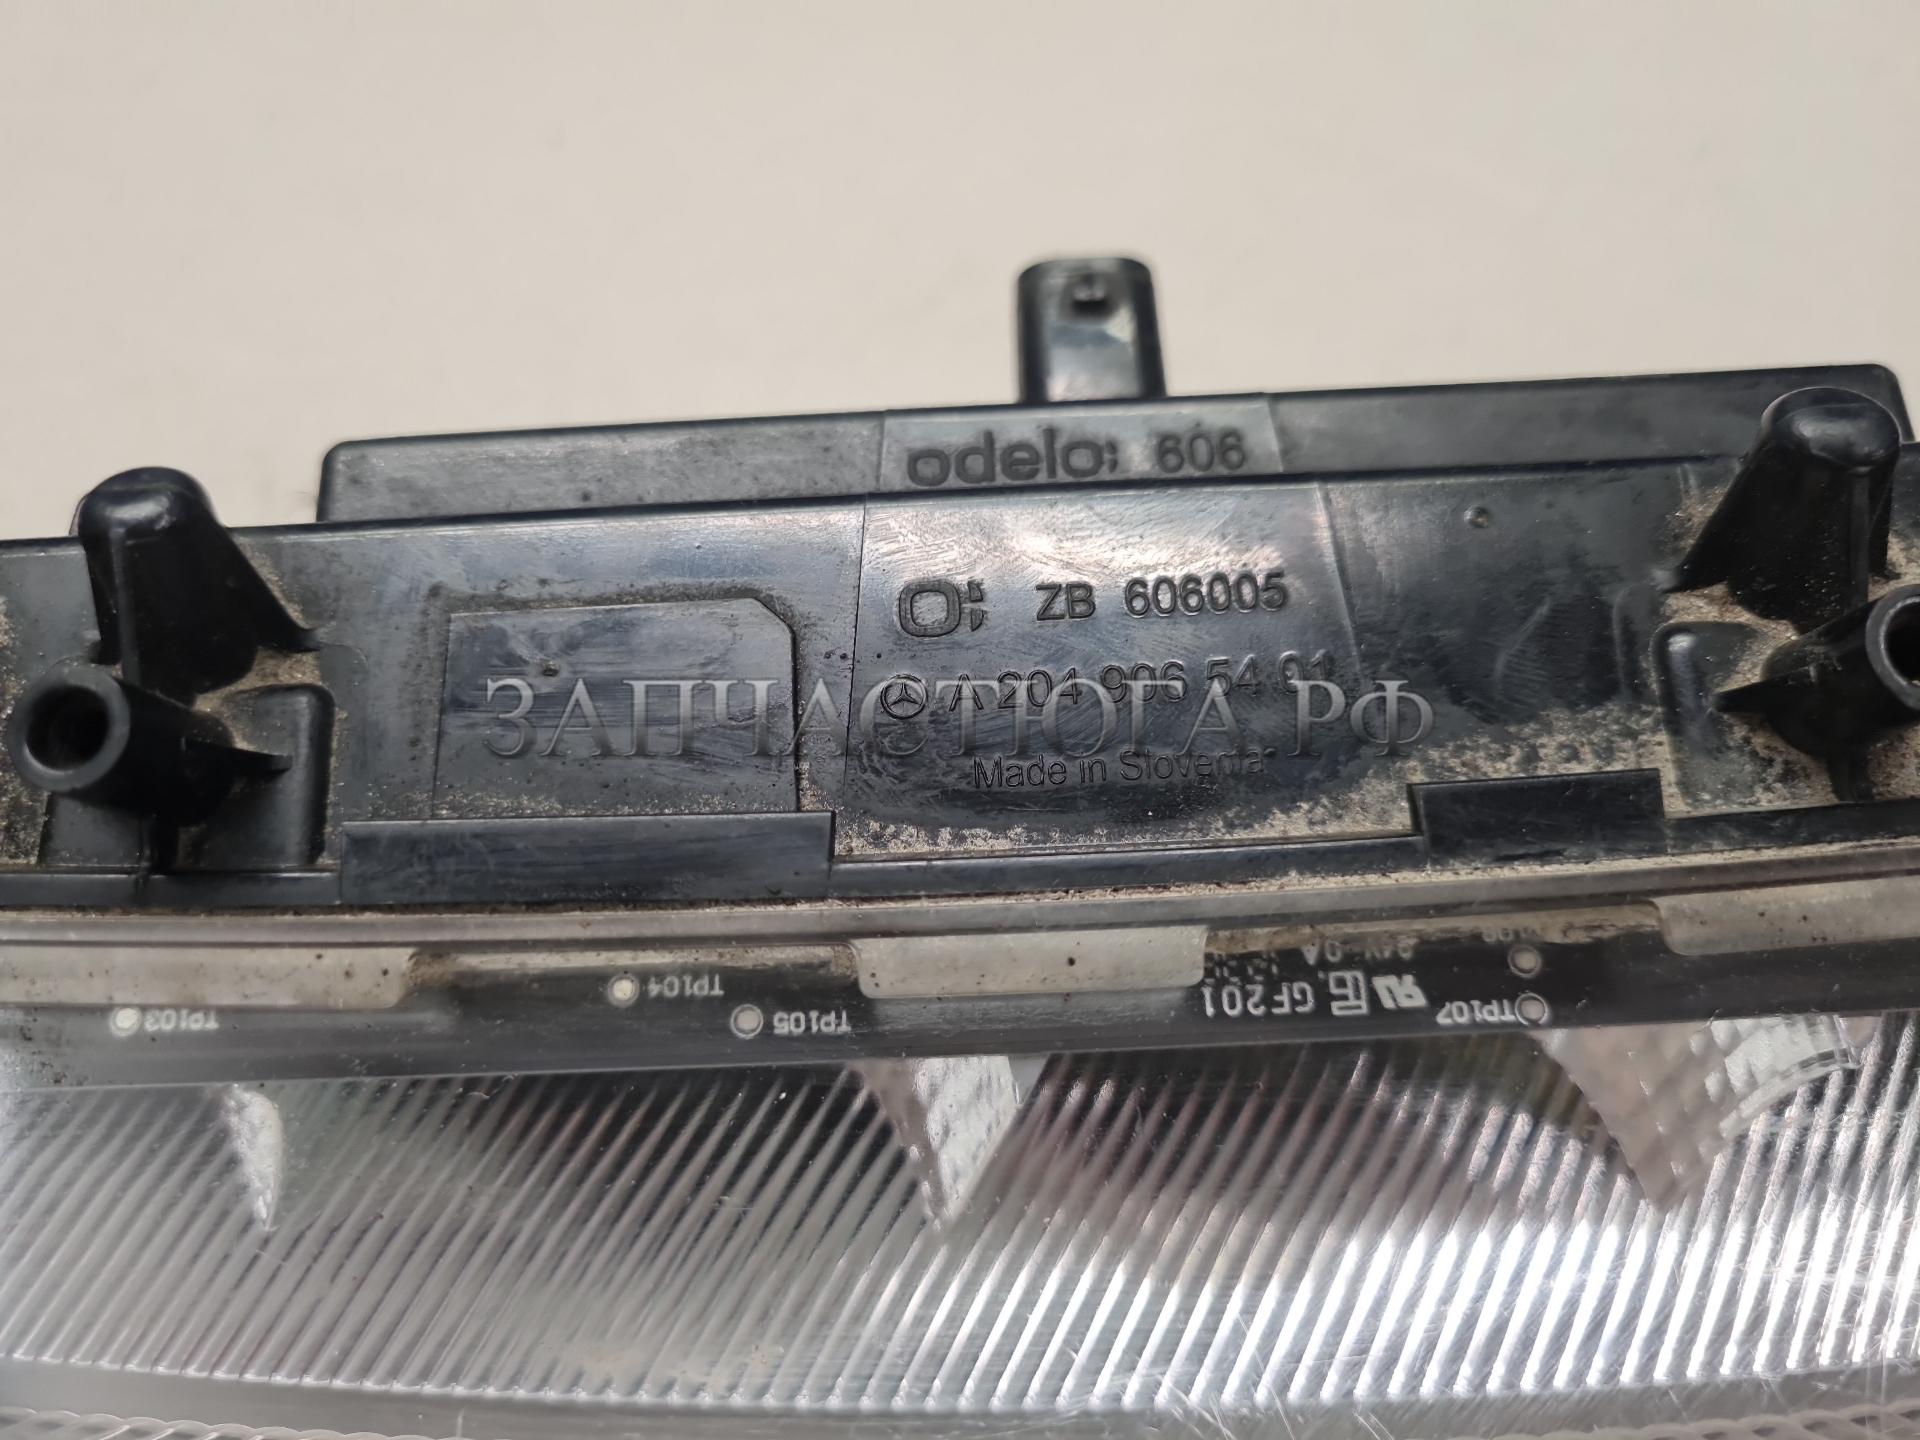 odelo; 606
O; ZB 606005
A 204 906 54 01
ЗАПЧАСТЮГА.РФ
Made in Slovenia
TP103
TP104
TP105
GF201
TP107